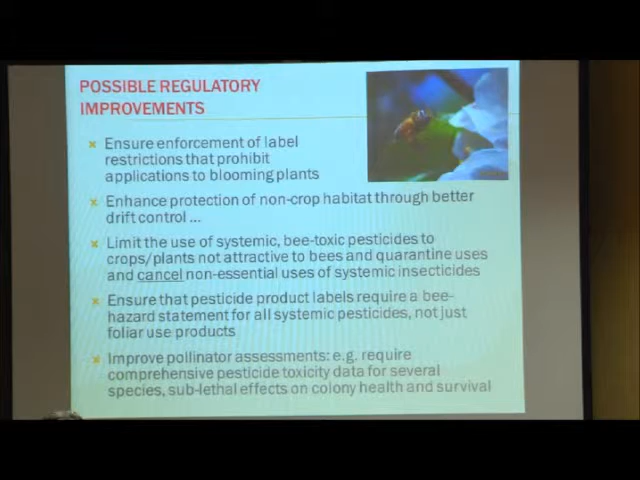 POSSIBLE REGULATORY
IMPROVEMENTS
Ensure enforcement of label
restrictions that prohibit
applications to blooming plants
Enhance protection of non-crop habitat through better
drift control ...
Limit the use of systemic, bee-toxic pesticides to
crops/plants not attractive to bees and quarantine uses
and cancel non-essential uses of systemic insecticides
Ensure that pesticide product labels require a bee-
hazard statement for all systemic pesticides, not just
foliar use products
Improve pollinator assessments: e.g. require
comprehensive pesticide toxicity data for several
species, sub-lethal effects on colony health and survival